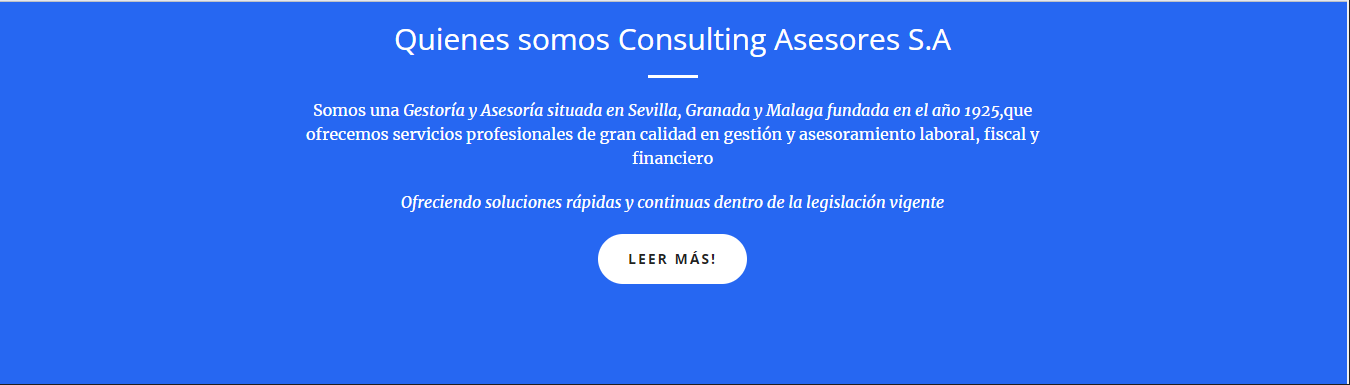 Quienes somos Consulting Asesores S.A
Somos una Gestoría y Asesoría situada en Sevilla, Granada y Malaga fundada en el año 1925,que
ofrecemos servicios profesionales de gran calidad en gestión y asesoramiento laboral, fiscal y
financiero
Ofreciendo soluciones rápidas y continuas dentro de la legislación vigente
LEER MÁS!